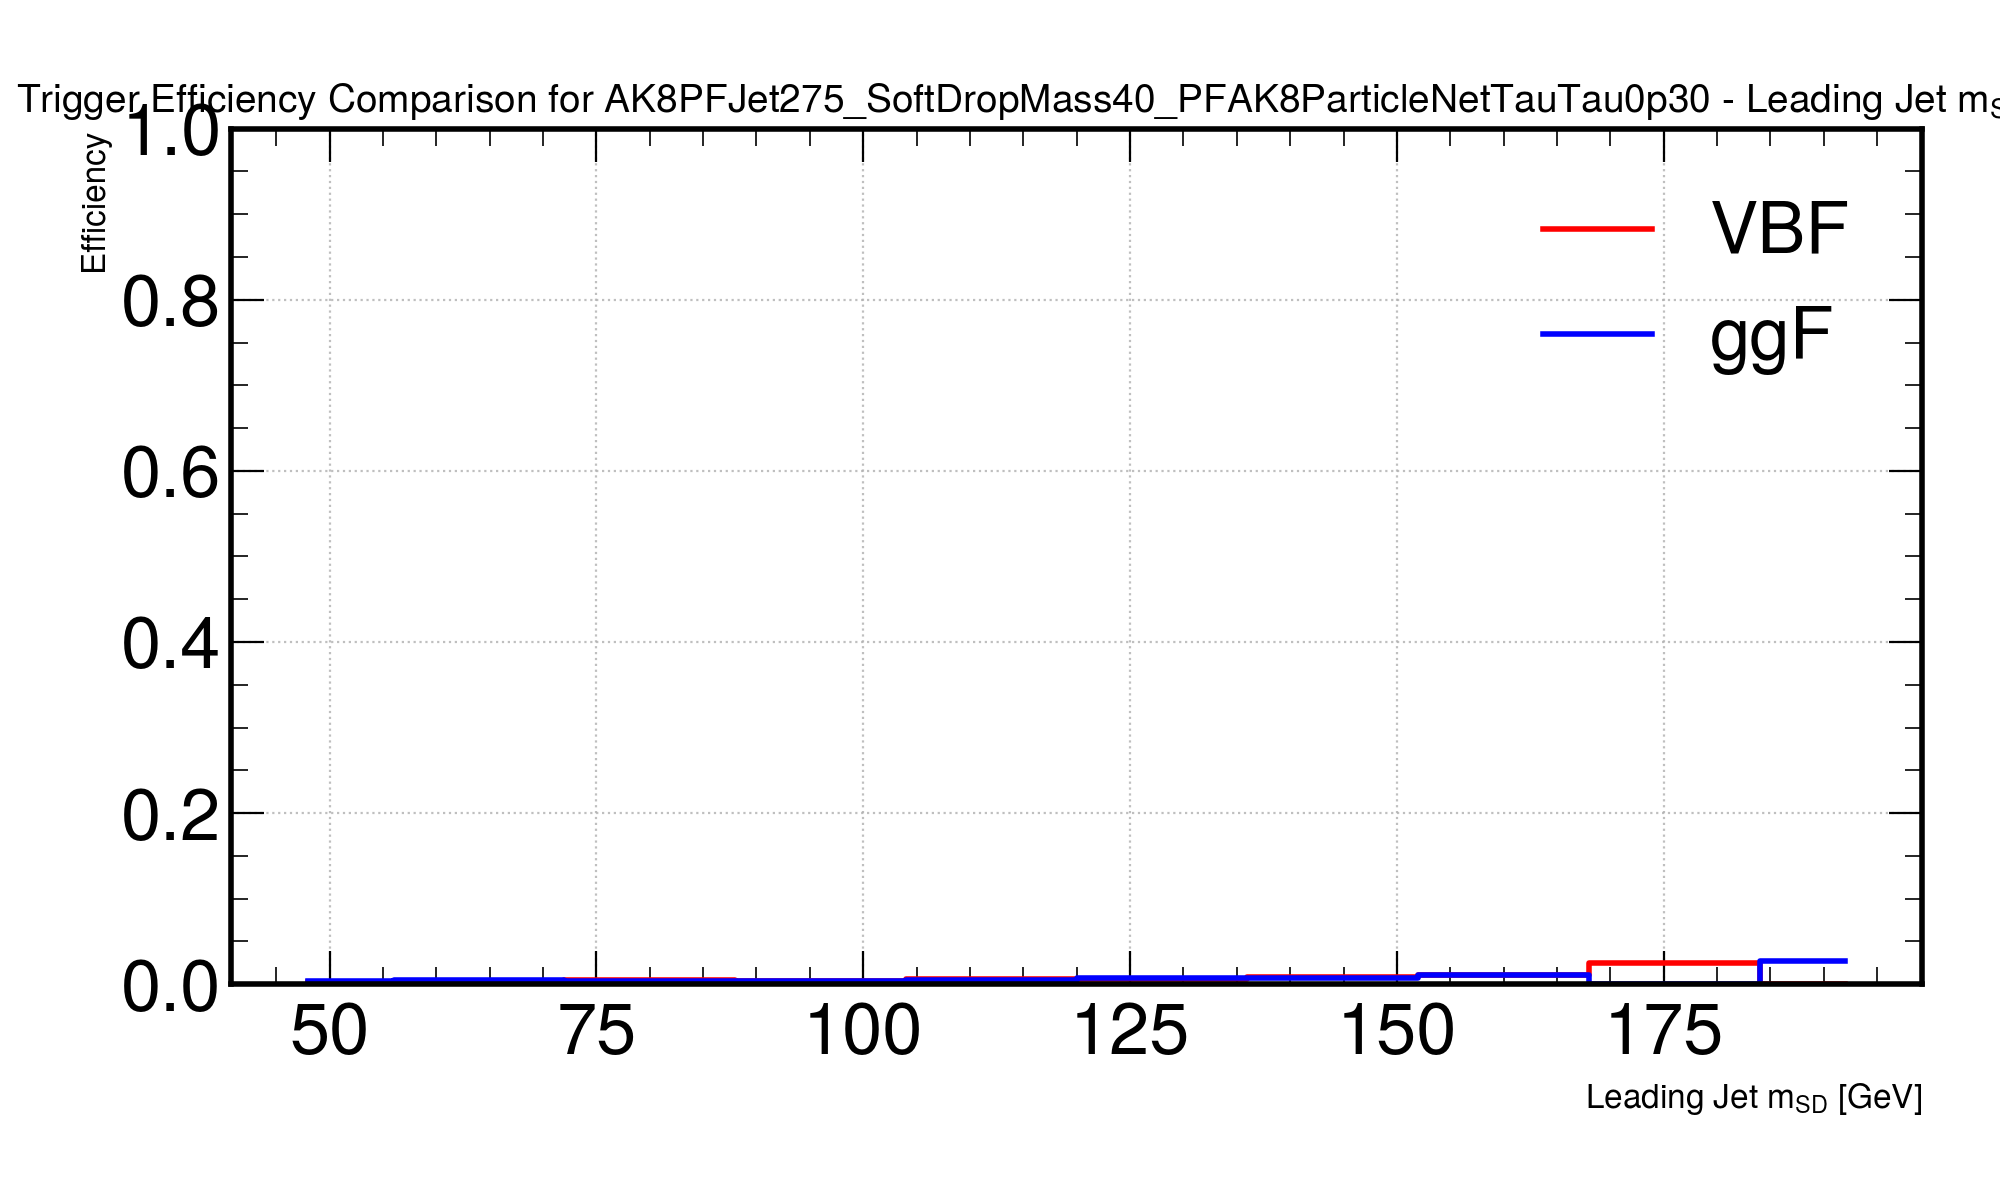 Trigger Efficiency Comparison for AK8PFJet275_SoftDropMass40_PFAK8ParticleNetTauTau0p30 - Leading Jet mS
Efficiency
1.0
0.8
0.6
0.4
0.2
0.0
VBF
ggF
50 75 100 125 150 175
Leading Jet mSD [GeV]